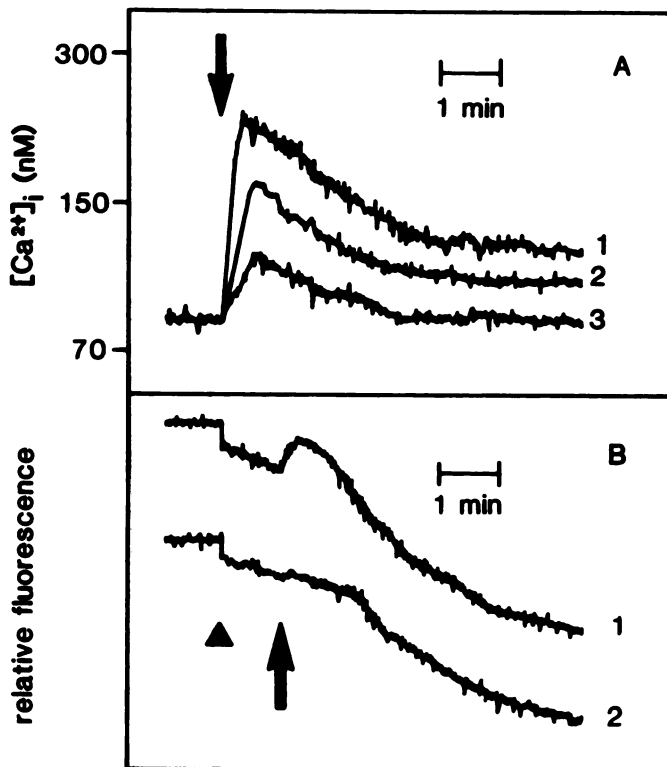 300
A
1 min
[Ca²⁺]ᵢ (nM)
150
1
2
3
70
B
1 min
relative fluorescence
1
2